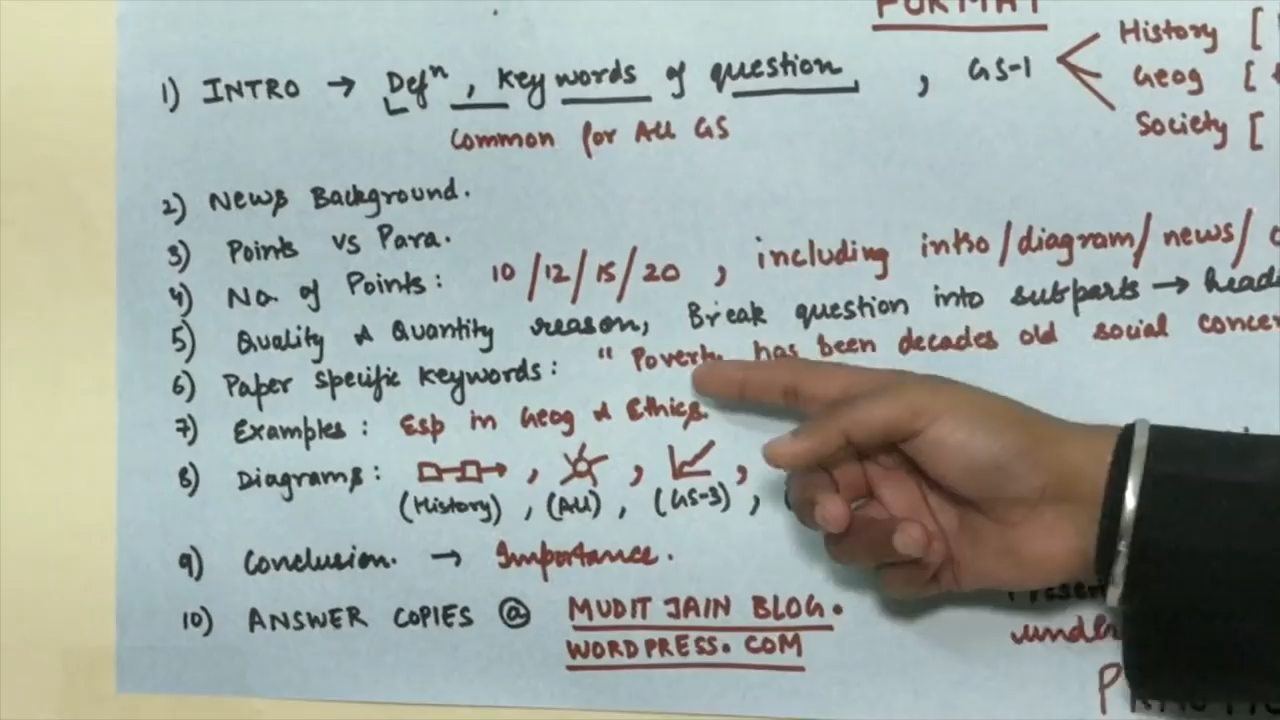 FORMAT
1) INTRO → Defⁿ, Key words of question, GS-1
History [
Geog [
Society [
Common for All GS
2) News Background.
3) Points vs Para.
4) No. of Points: 10/12/15/20, including intro/diagram/news/
5) Quality & Quantity reason, Break question into subparts →
6) Paper specific keywords: "Poverty has been decades old social
7) Examples: Esp in Geog & Ethics.
8) Diagrams: , , ,
(History), (All), (GS-3),
9) Conclusion. → Importance.
10) ANSWER COPIES @ MUDIT JAIN BLOG.
WORDPRESS.COM